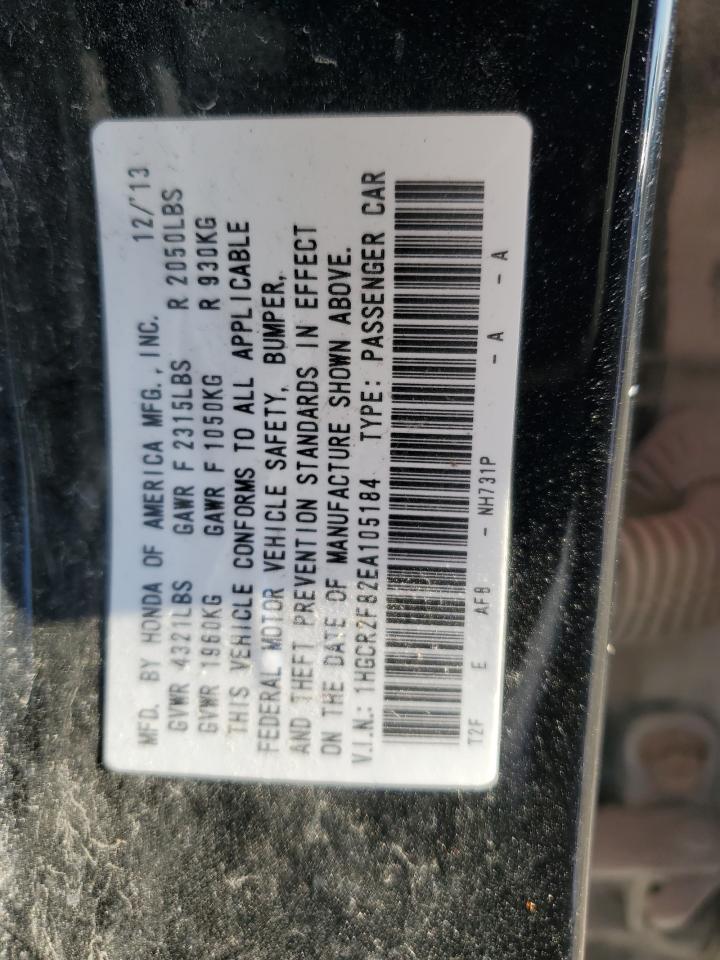 MFD. BY HONDA OF AMERICA MFG., INC. 12/'13
GVWR 4321LBS GAWR F 2315LBS R 2050LBS
GVWR 1960KG GAWR F 1050KG R 930KG
THIS VEHICLE CONFORMS TO ALL APPLICABLE
FEDERAL MOTOR VEHICLE SAFETY, BUMPER,
AND THEFT PREVENTION STANDARDS IN EFFECT
ON THE DATE OF MANUFACTURE SHOWN ABOVE.
V.I.N.: 1HGCR2F82EA105184 TYPE: PASSENGER CAR
T2F E AF8 - NH731P - A - A